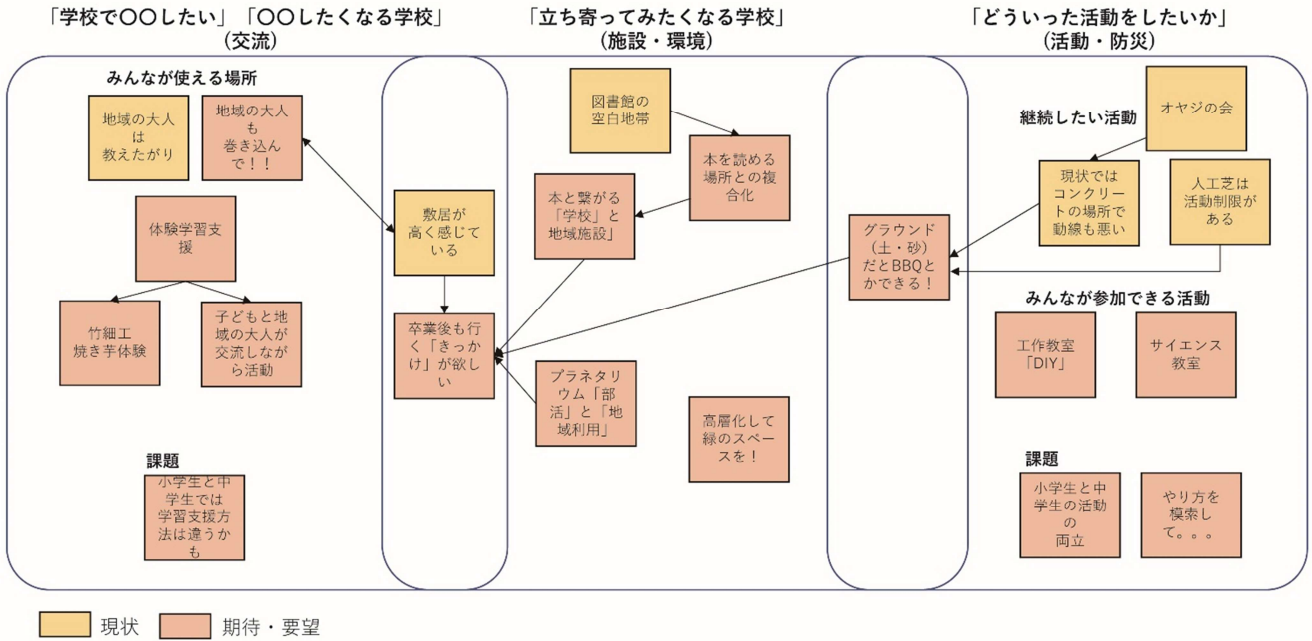 「学校で〇〇したい」「〇〇したくなる学校」
(交流)
「立ち寄ってみたくなる学校」
(施設・環境)
「どういった活動をしたいか」
(活動・防災)
みんなが使える場所
地域の大人
は
教えたがり
地域の大人
も
巻き込ん
で！！
体験学習支
援
竹細工
焼き芋体験
子どもと地
域の大人が
交流しなが
ら活動
課題
小学生と中
学生では
学習支援方
法は違うか
も
敷居が
高く感じて
いる
卒業後も行
く「きっか
け」が欲し
い
図書館の
空白地帯
本を読める
場所との複
合化
本と繋がる
「学校」と
地域施設」
プラネタリ
ウム「部
活」と「地
域利用」
高層化して
緑のスペー
スを！
グラウンド
（土・砂）
だとBBQと
かできる！
継続したい活動
オヤジの会
現状では
コンクリー
トの場所で
動線も悪い
人工芝は
活動制限が
ある
みんなが参加できる活動
工作教室
「DIY」
サイエンス
教室
課題
小学生と中
学生の活動
の
両立
やり方を
模索し
て。。。
現状
期待・要望